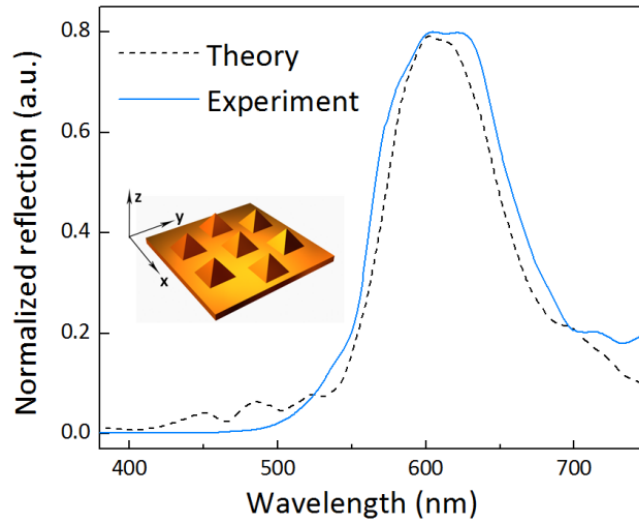 0.8
Theory
Experiment
0.6
0.4
0.2
0.0
z
y
x
400
500
600
700
Wavelength (nm)
Normalized reflection (a.u.)